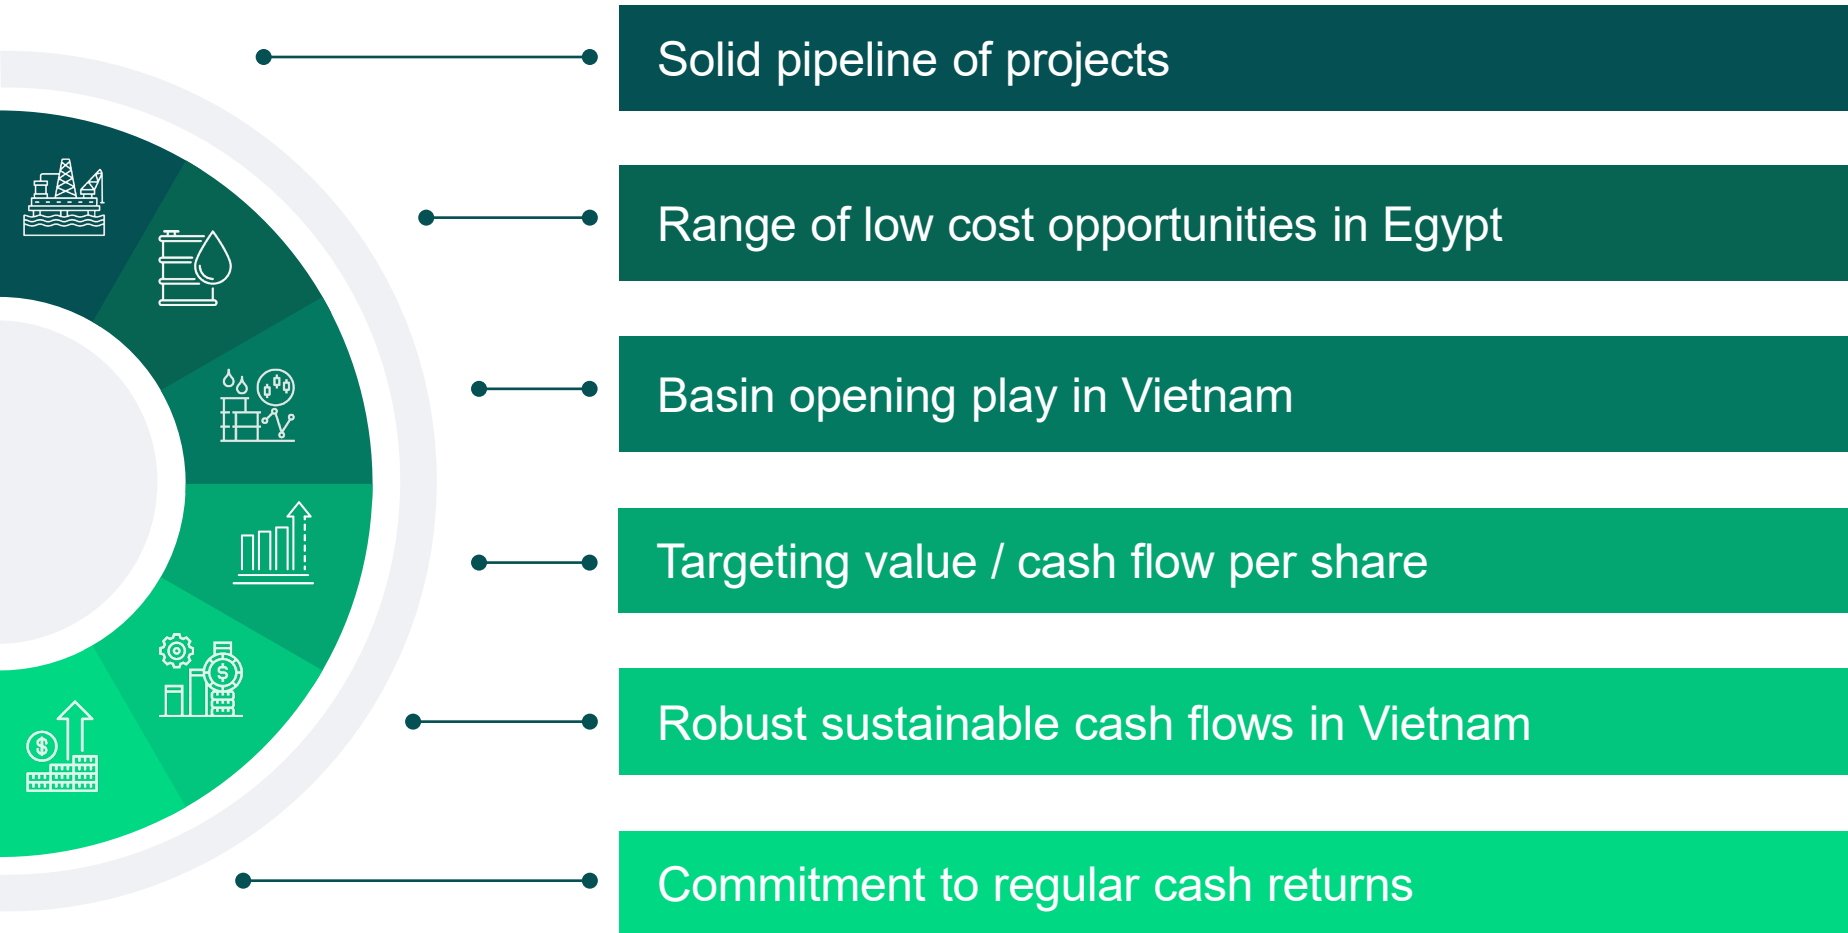 Solid pipeline of projects
Range of low cost opportunities in Egypt
Basin opening play in Vietnam
Targeting value / cash flow per share
Robust sustainable cash flows in Vietnam
Commitment to regular cash returns